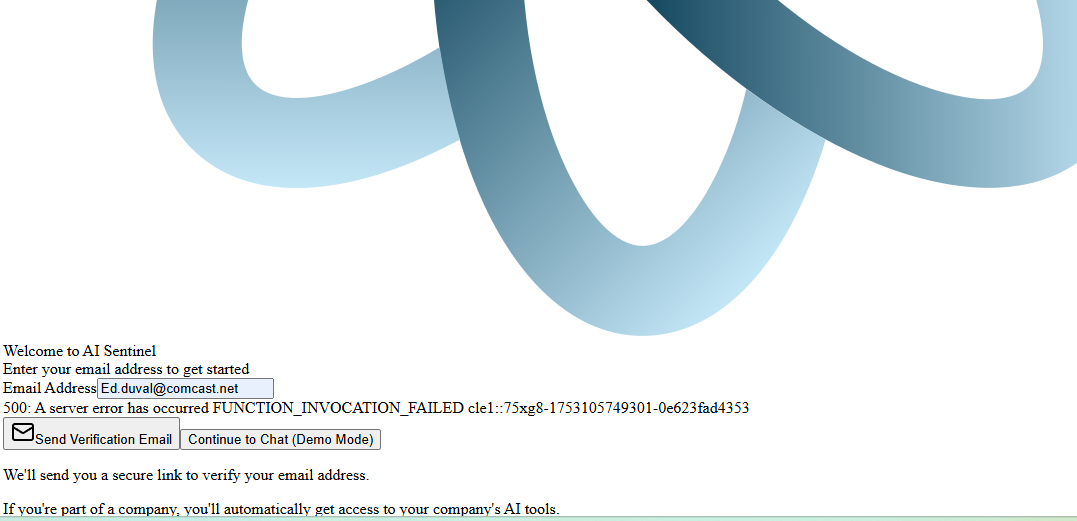 Welcome to AI Sentinel
Enter your email address to get started
Email Address Ed.duval@comcast.net
500: A server error has occurred FUNCTION_INVOCATION_FAILED cle1::75xg8-1753105749301-0e623fad4353
Send Verification Email Continue to Chat (Demo Mode)
We'll send you a secure link to verify your email address.
If you're part of a company, you'll automatically get access to your company's AI tools.